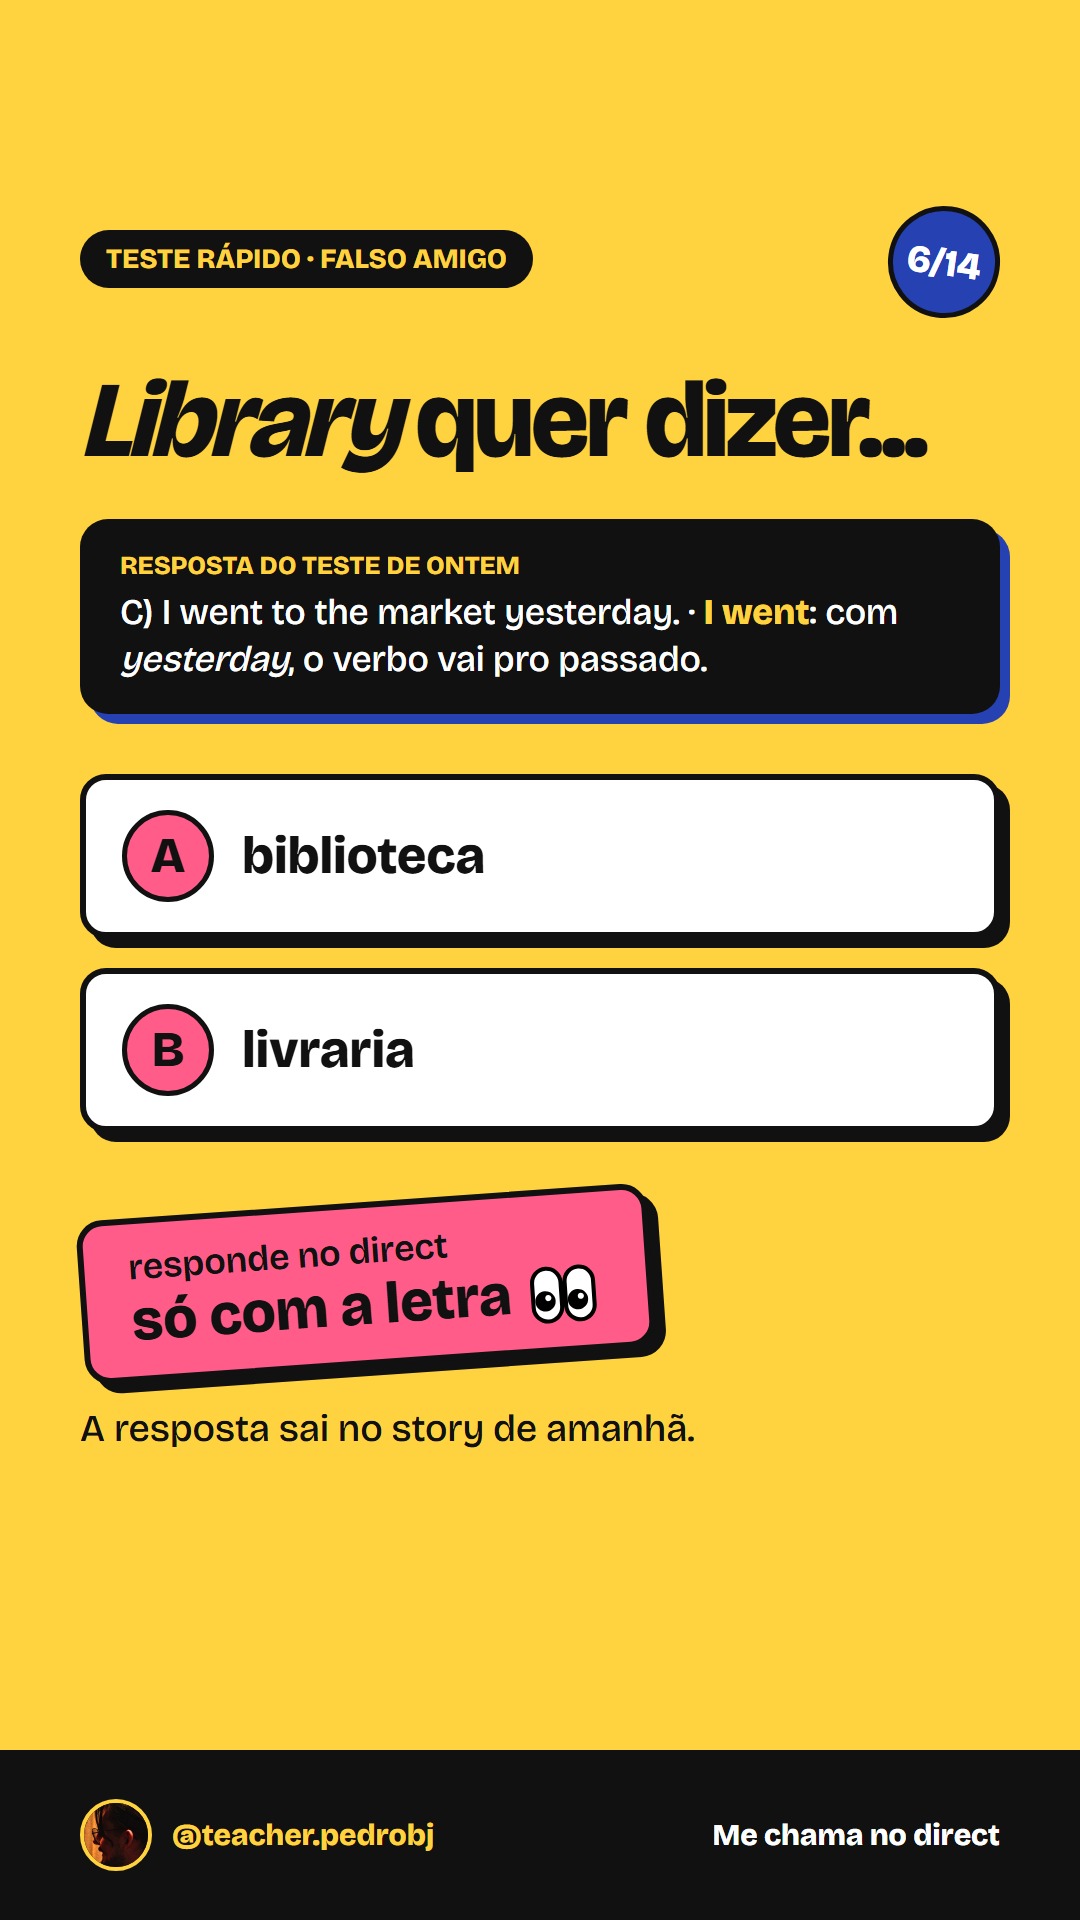 TESTE RÁPIDO · FALSO AMIGO
6/14
Library quer dizer...
RESPOSTA DO TESTE DE ONTEM
C) I went to the market yesterday. · I went: com
yesterday, o verbo vai pro passado.
A biblioteca
B livraria
responde no direct
só com a letra 👀
A resposta sai no story de amanhã.
@teacher.pedrobj
Me chama no direct